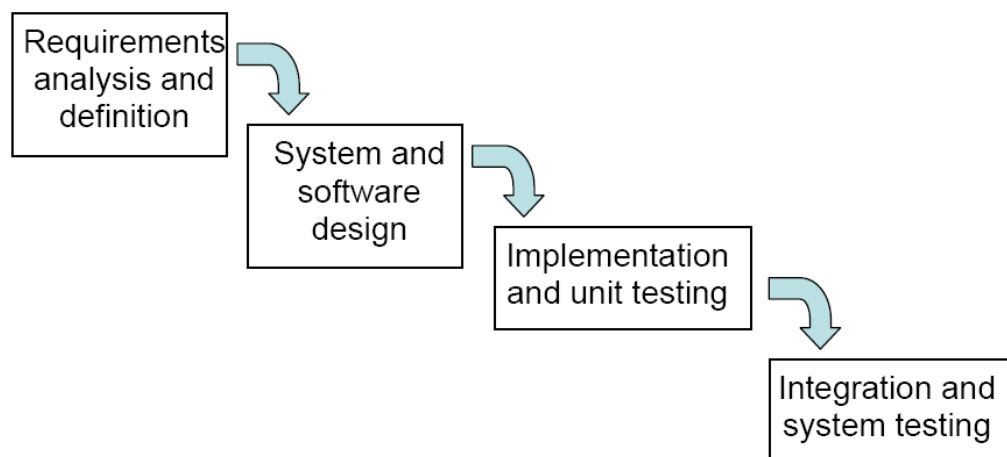 Requirements
analysis and
definition
System and
software
design
Implementation
and unit testing
Integration and
system testing